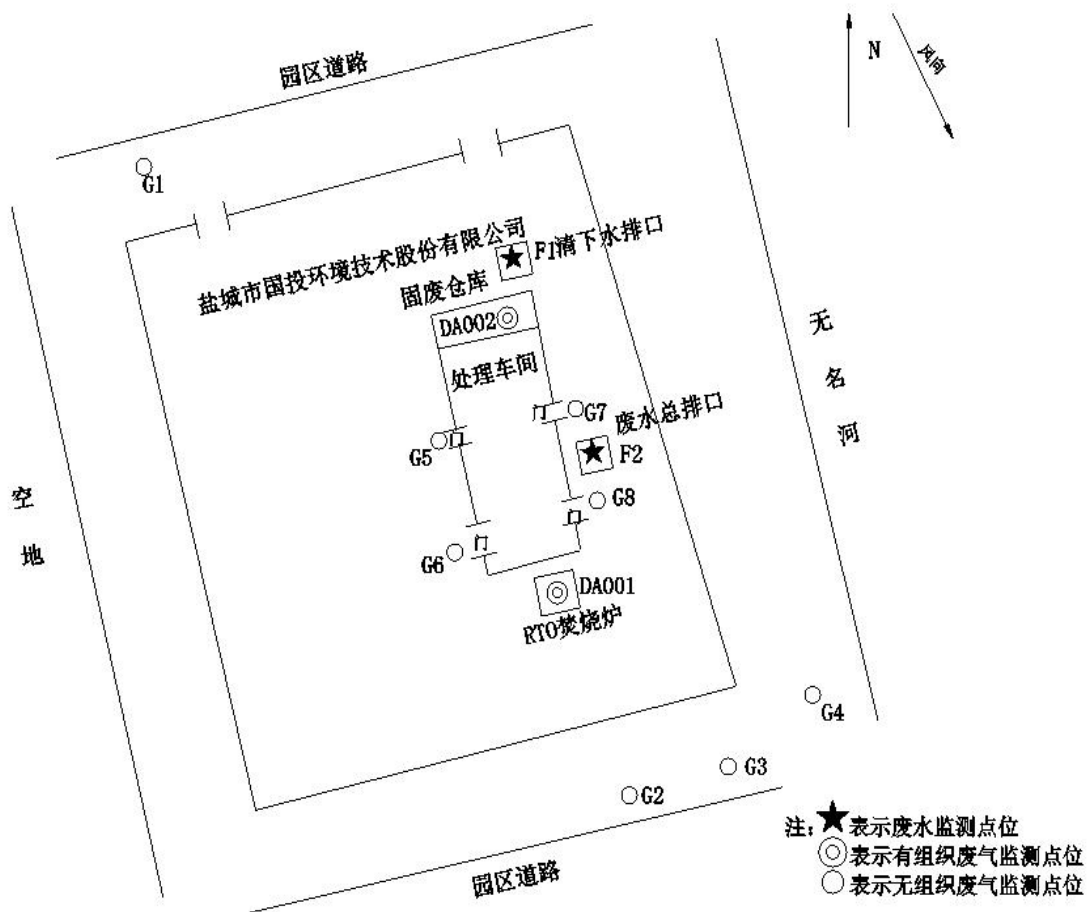 园区道路
N
风向
G1
盐城市国投环境技术股份有限公司
F1清下水排口
固废仓库
DA002
处理车间
无名河
门
G7
废水总排口
G5
门
F2
空地
G8
门
G6
门
DA001
RTO焚烧炉
G4
G3
G2
园区道路
注：★表示废水监测点位
◎表示有组织废气监测点位
○表示无组织废气监测点位